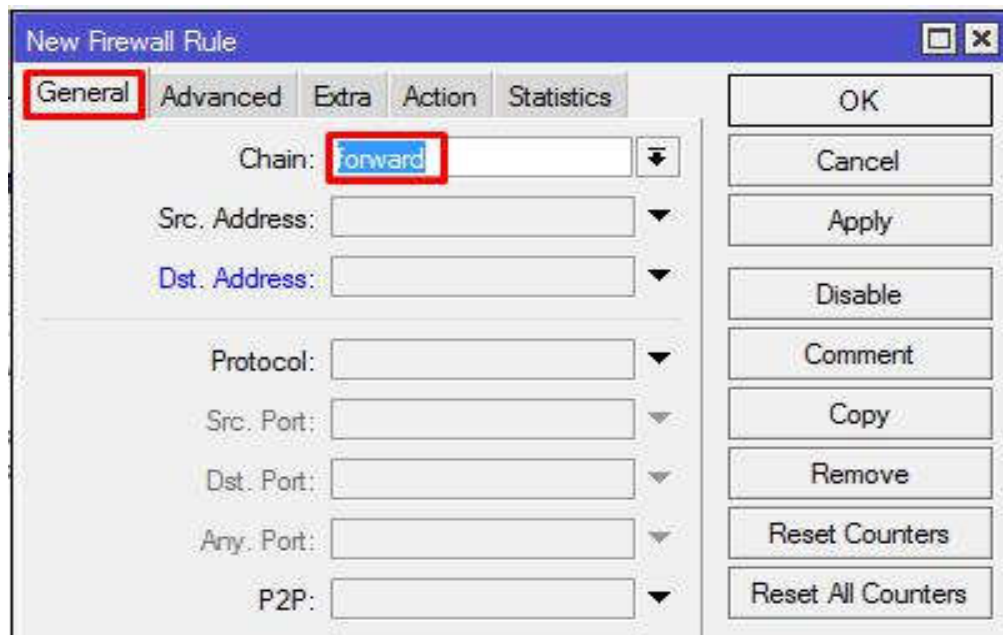 New Firewall Rule
General Advanced Extra Action Statistics
Chain: forward
Src. Address:
Dst. Address:
Protocol:
Src. Port:
Dst. Port:
Any. Port:
P2P:
OK
Cancel
Apply
Disable
Comment
Copy
Remove
Reset Counters
Reset All Counters